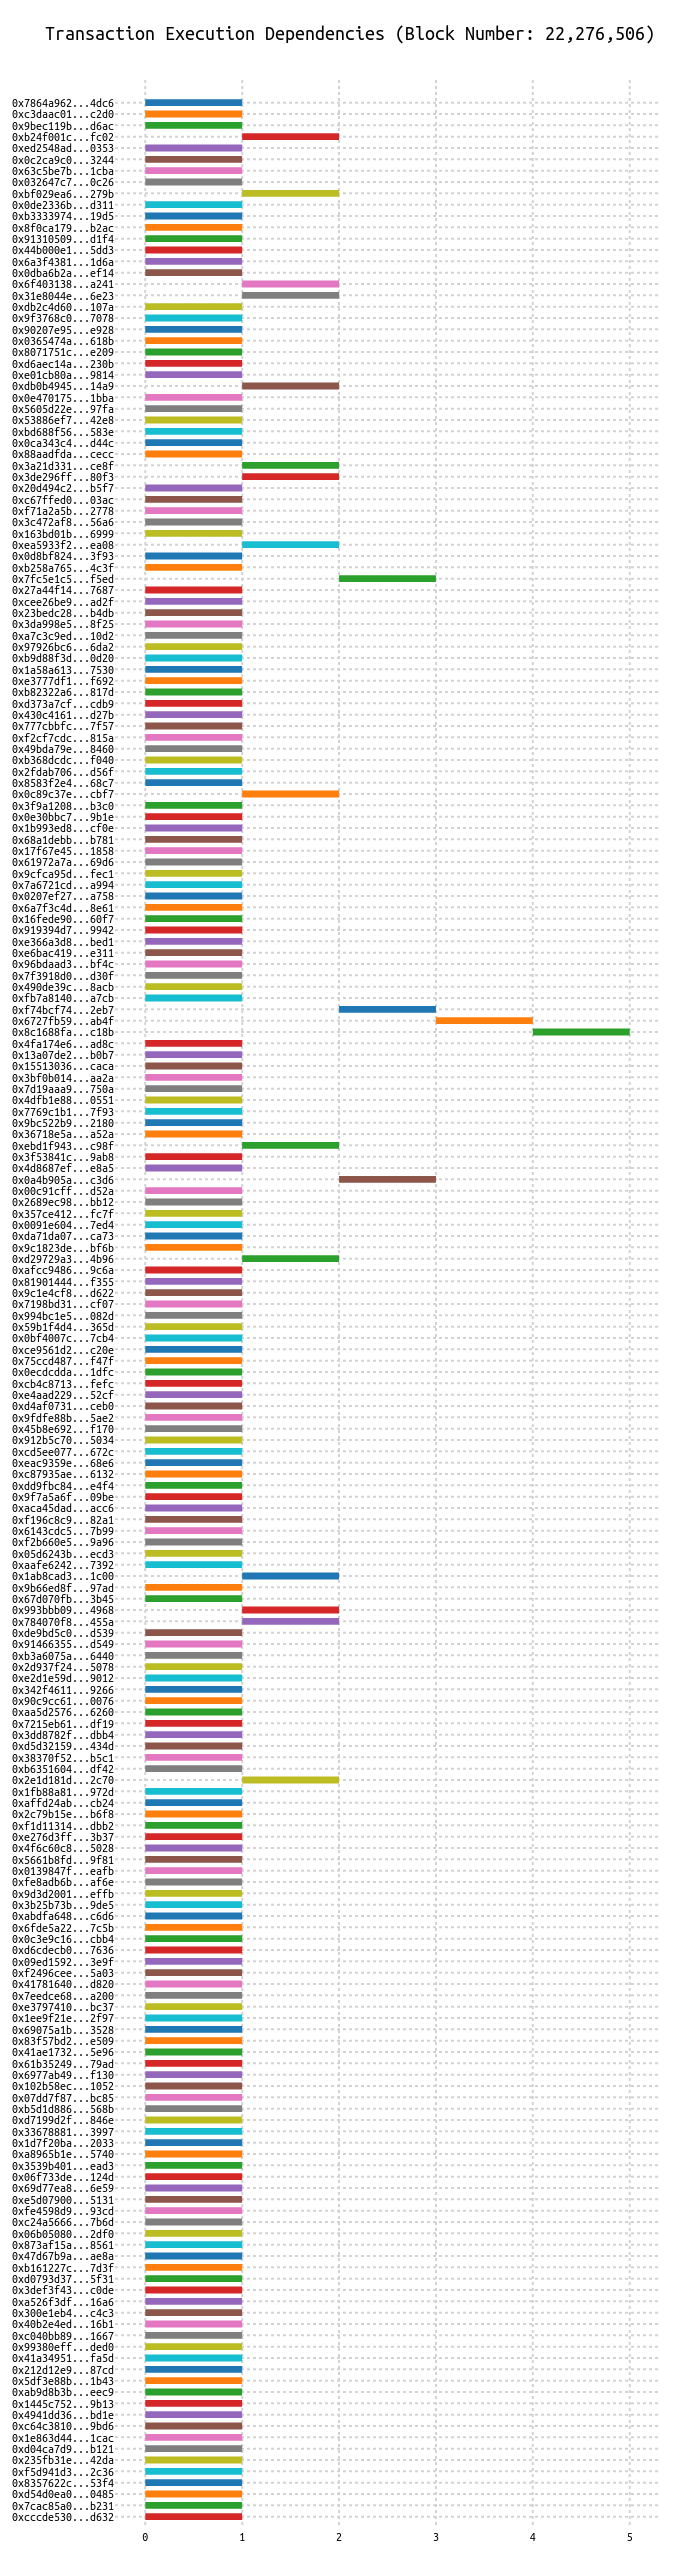 Transaction Execution Dependencies (Block Number: 22,276,506)
0x7864a962...4dc6
0xc3daac01...c2d0
0x9bec119b...d6ac
0xb24f001c...fc02
0xed2548ad...0353
0x0c2ca9c0...3244
0x63c5be7b...1cba
0x032647c7...0c26
0xbf029ea6...279b
0x0de2336b...d311
0xb3333974...19d5
0x8f0ca179...b2ac
0x91310509...d1f4
0x44b000e1...5dd3
0x6a3f4381...1d6a
0x0dba6b2a...ef14
0x6f403138...a241
0x31e8044e...6e23
0xdb2c4d60...107a
0x9f3768c0...7078
0x90207e95...e928
0x0365474a...618b
0x8071751c...e209
0xd6aec14a...230b
0xe01cb80a...9814
0xdb0b4945...14a9
0x0e470175...1bba
0x5605d22e...97fa
0x53886ef7...42e8
0xbd688f56...583e
0x0ca343c4...d44c
0x88aadfda...cecc
0x3a21d331...ce8f
0x3de296ff...80f3
0x20d494c2...b5f7
0xc67ffed0...03ac
0xf71a2a5b...2778
0x3c472af8...56a6
0x163bd01b...6999
0xea5933f2...ea08
0x0d8bf824...3f93
0xb258a765...4c3f
0x7fc5e1c5...f5ed
0x27a44f14...7687
0xcee26be9...ad2f
0x23bedc28...b4db
0x3da998e5...8f25
0xa7c3c9ed...10d2
0x97926bc6...6da2
0xb9d88f3d...0d20
0x1a58a613...7530
0xe3777df1...f692
0xb82322a6...817d
0xd373a7cf...cdb9
0x430c4161...d27b
0x777cbbfc...7f57
0xf2cf7cdc...815a
0x49bda79e...8460
0xb368dcdc...f040
0x2fdab706...d56f
0x8583f2e4...68c7
0x0c89c37e...cbf7
0x3f9a1208...b3c0
0x0e30bbc7...9b1e
0x1b993ed8...cf0e
0x68a1debb...b781
0x17f67e45...1858
0x61972a7a...69d6
0x9cfca95d...fec1
0x7a6721cd...a994
0x0207ef27...a758
0x6a7f3c4d...8e61
0x16fede90...60f7
0x919394d7...9942
0xe366a3d8...bed1
0xe6bac419...e311
0x96bdaad3...bf4c
0x7f3918d0...d30f
0x490de39c...8acb
0xfb7a8140...a7cb
0xf74bcf74...2eb7
0x6727fb59...ab4f
0x8c1688fa...c18b
0x4fa174e6...ad8c
0x13a07de2...b0b7
0x15513036...caca
0x3bf0b014...aa2a
0x7d19aaa9...750a
0x4dfb1e88...0551
0x7769c1b1...7f93
0x9bc522b9...2180
0x36718e5a...a52a
0xebd1f943...c98f
0x3f53841c...9ab8
0x4d8687ef...e8a5
0x0a4b905a...c3d6
0x00c91cff...d52a
0x2689ec98...bb12
0x357ce412...fc7f
0x0091e604...7ed4
0xda71da07...ca73
0x9c1823de...bf6b
0xd29729a3...4b96
0xafcc9486...9c6a
0x81901444...f355
0x9c1e4cf8...d622
0x7198bd31...cf07
0x994bc1e5...082d
0x59b1f4d4...365d
0x0bf4007c...7cb4
0xce9561d2...c20e
0x75ccd487...f47f
0x0ecdcdda...1dfc
0xcb4c8713...fefc
0xe4aad229...52cf
0xd4af0731...ceb0
0x9fdfe88b...5ae2
0x45b8e692...f170
0x912b5c70...5034
0xcd5ee077...672c
0xeac9359e...68e6
0xc87935ae...6132
0xdd9fbc84...e4f4
0x9f7a5a6f...09be
0xaca45dad...acc6
0xf196c8c9...82a1
0x6143cdc5...7b99
0xf2b660e5...9a96
0x05d6243b...ecd3
0xaafe6242...7392
0x1ab8cad3...1c00
0x9b66ed8f...97ad
0x67d070fb...3b45
0x993bbb09...4968
0x784070f8...455a
0xde9bd5c0...d539
0x91466355...d549
0xb3a6075a...6440
0x2d937f24...5078
0xe2d1e59d...9012
0x342f4611...9266
0x90c9cc61...0076
0xaa5d2576...6260
0x7215eb61...df19
0x3dd8782f...dbb4
0xd5d32159...434d
0x38370f52...b5c1
0xb6351604...df42
0x2e1d181d...2c70
0x1fb88a81...972d
0xaffd24ab...cb24
0x2c79b15e...b6f8
0xf1d11314...dbb2
0xe276d3ff...3b37
0x4f6c60c8...5028
0x5661b8fd...9f81
0x0139847f...eafb
0xfe8adb6b...af6e
0x9d3d2001...effb
0x3b25b73b...9de5
0xabdfa648...c6d6
0x6fde5a22...7c5b
0x0c3e9c16...cbb4
0xd6cdecb0...7636
0x09ed1592...3e9f
0xf2496cee...5a03
0x41781640...d820
0x7eedce68...a200
0xe3797410...bc37
0x1ee9f21e...2f97
0x69075a1b...3528
0x83f57bd2...e509
0x41ae1732...5e96
0x61b35249...79ad
0x6977ab49...f130
0x102b58ec...1052
0x07dd7f87...bc85
0xb5d1d886...568b
0xd7199d2f...846e
0x33678881...3997
0x1d7f20ba...2033
0xa8965b1e...5740
0x3539b401...ead3
0x06f733de...124d
0x69d77ea8...6e59
0xe5d07900...5131
0xfe4598d9...93cd
0xc24a5666...7b6d
0x06b05080...2df0
0x873af15a...8561
0x47d67b9a...ae8a
0xb161227c...7d3f
0xd0793d37...5f31
0x3def3f43...c0de
0xa526f3df...16a6
0x300e1eb4...c4c3
0x40b2e4ed...16b1
0xc040bb89...1667
0x99380eff...ded0
0x41a34951...fa5d
0x212d12e9...87cd
0x5df3e88b...1b43
0xab9d8b3b...eec9
0x1445c752...9b13
0x4941dd36...bd1e
0xc64c3810...9bd6
0x1e863d44...1cac
0xd04ca7d9...b121
0x235fb31e...42da
0xf5d941d3...2c36
0x8357622c...53f4
0xd54d0ea0...0485
0x7cac85a0...b231
0xcccde530...d632
0 1 2 3 4 5